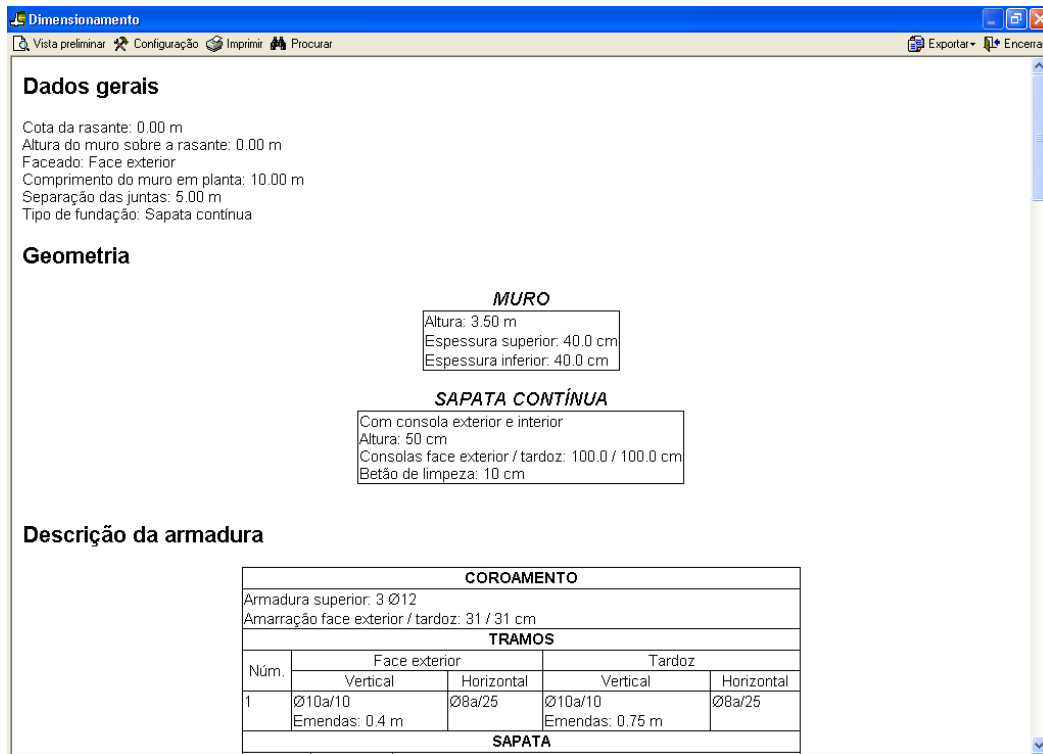 Dimensionamento
Vista preliminar Configuração Imprimir Procurar Exportar Encerrar
Dados gerais
Cota da rasante: 0.00 m
Altura do muro sobre a rasante: 0.00 m
Faceado: Face exterior
Comprimento do muro em planta: 10.00 m
Separação das juntas: 5.00 m
Tipo de fundação: Sapata contínua
Geometria
MURO
Altura: 3.50 m
Espessura superior: 40.0 cm
Espessura inferior: 40.0 cm
SAPATA CONTÍNUA
Com consola exterior e interior
Altura: 50 cm
Consolas face exterior / tardoz: 100.0 / 100.0 cm
Betão de limpeza: 10 cm
Descrição da armadura
COROAMENTO
Armadura superior: 3 Ø12
Amarração face exterior / tardoz: 31 / 31 cm
TRAMOS
Núm. Face exterior Tardoz
Vertical Horizontal Vertical Horizontal
1 Ø10a/10 Ø8a/25 Ø10a/10 Ø8a/25
Emendas: 0.4 m Emendas: 0.75 m
SAPATA